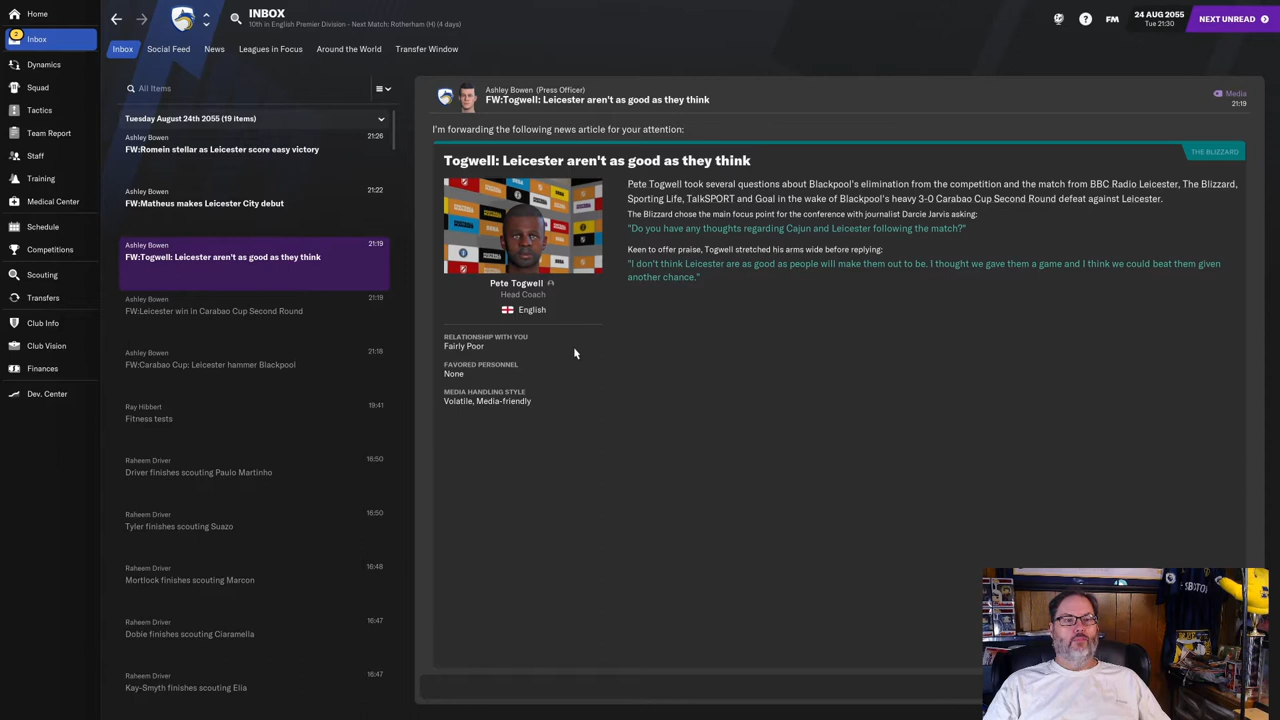 Home
2
Inbox
Dynamics
Squad
Tactics
Team Report
Staff
Training
Medical Center
Schedule
Competitions
Scouting
Transfers
Club Info
Club Vision
Finances
Dev. Center
INBOX
10th in English Premier Division - Next Match: Rotherham (H) (4 days)
?
FM
24 AUG 2055
Tue 21:30
NEXT UNREAD
Inbox
Social Feed
News
Leagues in Focus
Around the World
Transfer Window
All Items
Tuesday August 24th 2055 (19 items)
Ashley Bowen
21:26
FW:Romein stellar as Leicester score easy victory
Ashley Bowen
21:22
FW:Matheus makes Leicester City debut
Ashley Bowen
21:19
FW:Togwell: Leicester aren't as good as they think
Ashley Bowen
21:19
FW:Leicester win in Carabao Cup Second Round
Ashley Bowen
21:18
FW:Carabao Cup: Leicester hammer Blackpool
Ray Hibbert
19:41
Fitness tests
Raheem Driver
16:50
Driver finishes scouting Paulo Martinho
Raheem Driver
16:50
Tyler finishes scouting Suazo
Raheem Driver
16:48
Mortlock finishes scouting Marcon
Raheem Driver
16:47
Dobie finishes scouting Ciaramella
Raheem Driver
16:47
Kay-Smyth finishes scouting Elia
Ashley Bowen (Press Officer)
FW:Togwell: Leicester aren't as good as they think
Media
21:19
I'm forwarding the following news article for your attention:
Togwell: Leicester aren't as good as they think
THE BLIZZARD
Pete Togwell
Head Coach
English
RELATIONSHIP WITH YOU
Fairly Poor
FAVORED PERSONNEL
None
MEDIA HANDLING STYLE
Volatile, Media-friendly
Pete Togwell took several questions about Blackpool's elimination from the competition and the match from BBC Radio Leicester, The Blizzard,
Sporting Life, TalkSPORT and Goal in the wake of Blackpool's heavy 3-0 Carabao Cup Second Round defeat against Leicester.
The Blizzard chose the main focus point for the conference with journalist Darcie Jarvis asking:
"Do you have any thoughts regarding Cajun and Leicester following the match?"
Keen to offer praise, Togwell stretched his arms wide before replying:
"I don't think Leicester are as good as people will make them out to be. I thought we gave them a game and I think we could beat them given
another chance."